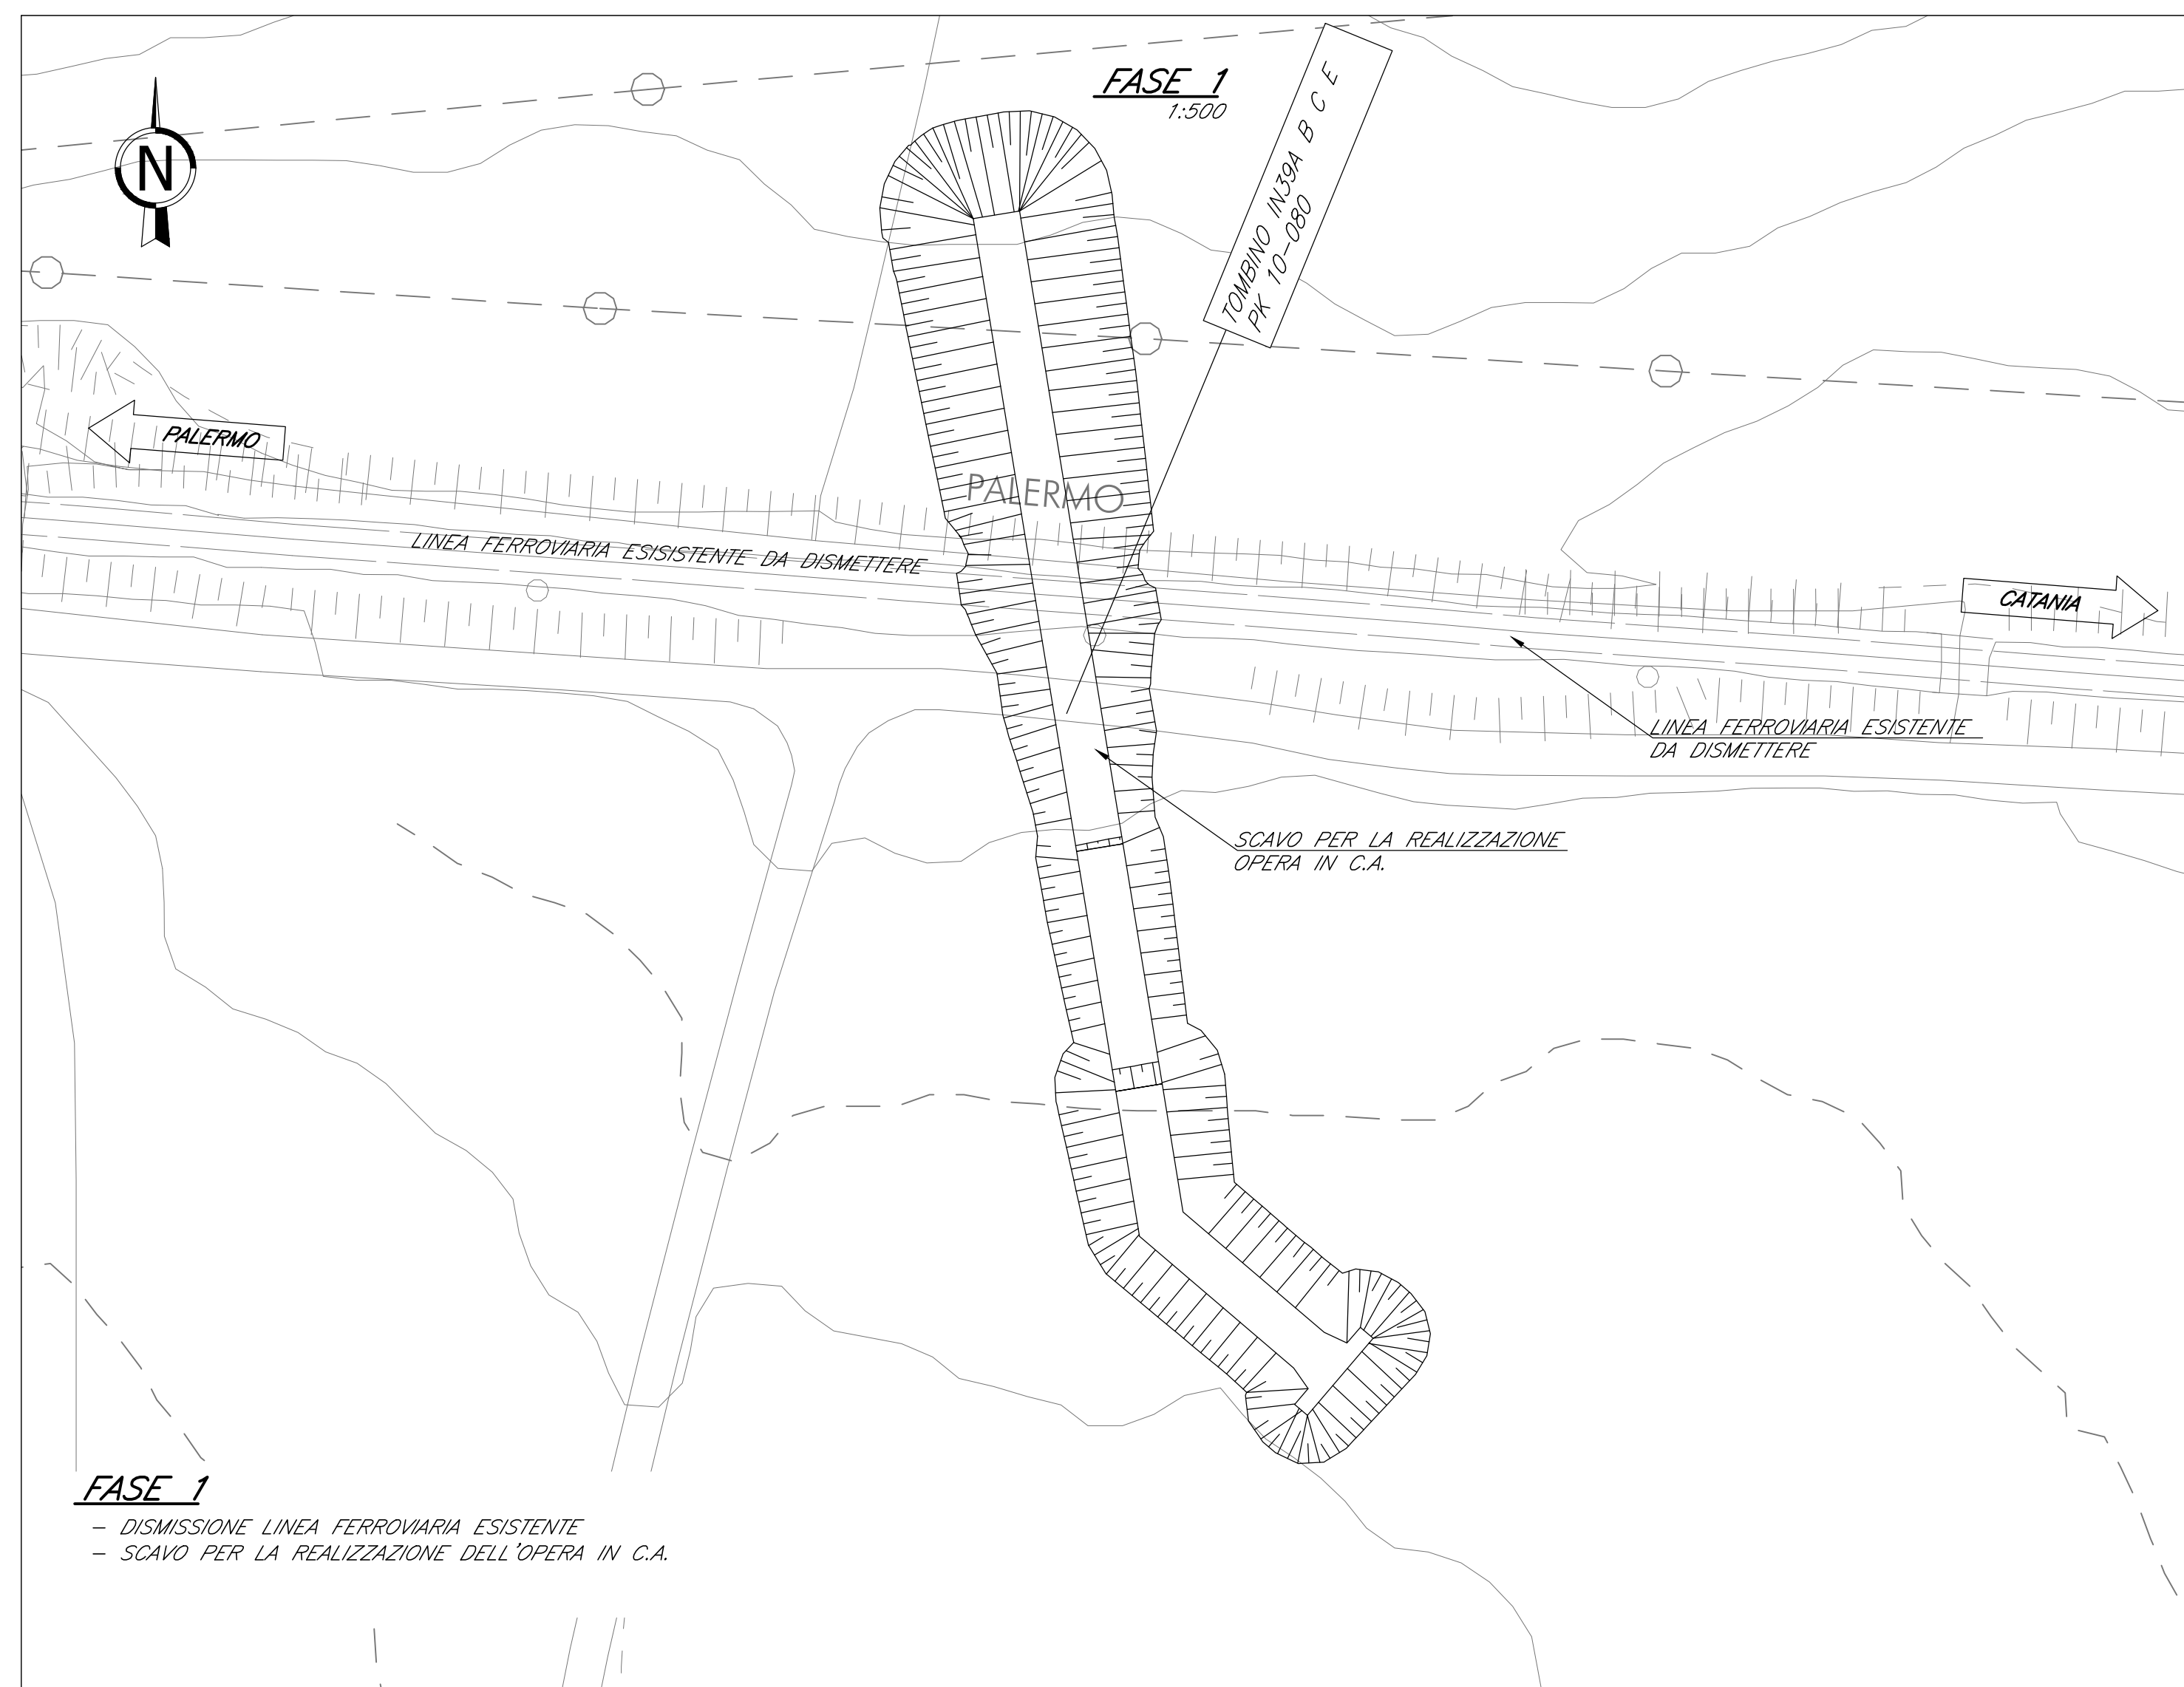 FASE 1
1:500
TOMBINO IN39A B C E
PK 10-080
N
PALERMO
PALERMO
LINEA FERROVIARIA ESISISTENTE DA DISMETTERE
CATANIA
LINEA FERROVIARIA ESISTENTE
DA DISMETTERE
SCAVO PER LA REALIZZAZIONE
OPERA IN C.A.
FASE 1
- DISMISSIONE LINEA FERROVIARIA ESISTENTE
- SCAVO PER LA REALIZZAZIONE DELL'OPERA IN C.A.